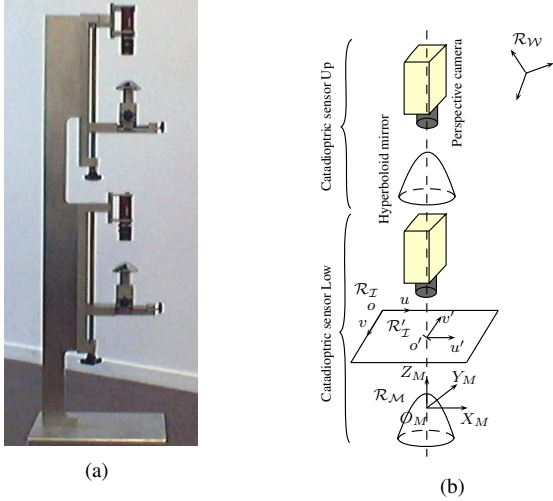 Catadioptric sensor Up
Hyperboloid mirror
Perspective camera
R_W
Catadioptric sensor Low
R_I
O
u
v
R'_I
v'
o'
u'
Z_M
Y_M
R_M
O_M
X_M
(a)
(b)